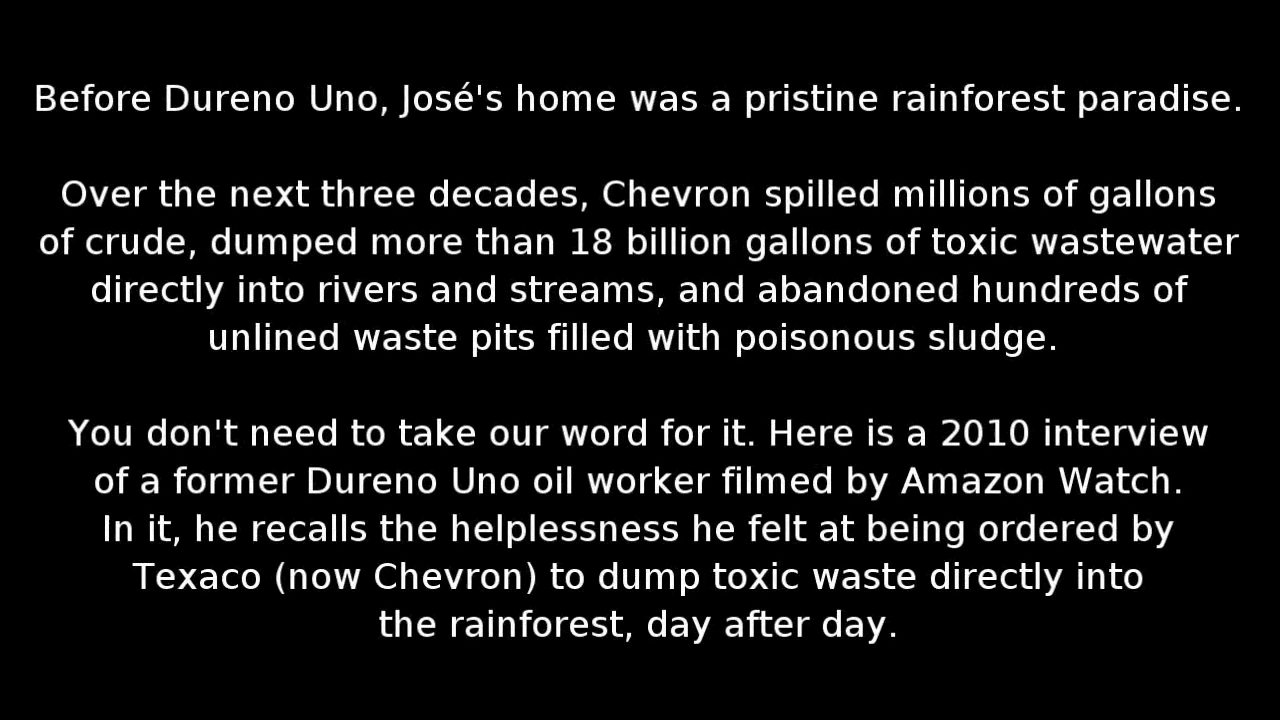 Before Dureno Uno, José's home was a pristine rainforest paradise.
Over the next three decades, Chevron spilled millions of gallons
of crude, dumped more than 18 billion gallons of toxic wastewater
directly into rivers and streams, and abandoned hundreds of
unlined waste pits filled with poisonous sludge.
You don't need to take our word for it. Here is a 2010 interview
of a former Dureno Uno oil worker filmed by Amazon Watch.
In it, he recalls the helplessness he felt at being ordered by
Texaco (now Chevron) to dump toxic waste directly into
the rainforest, day after day.